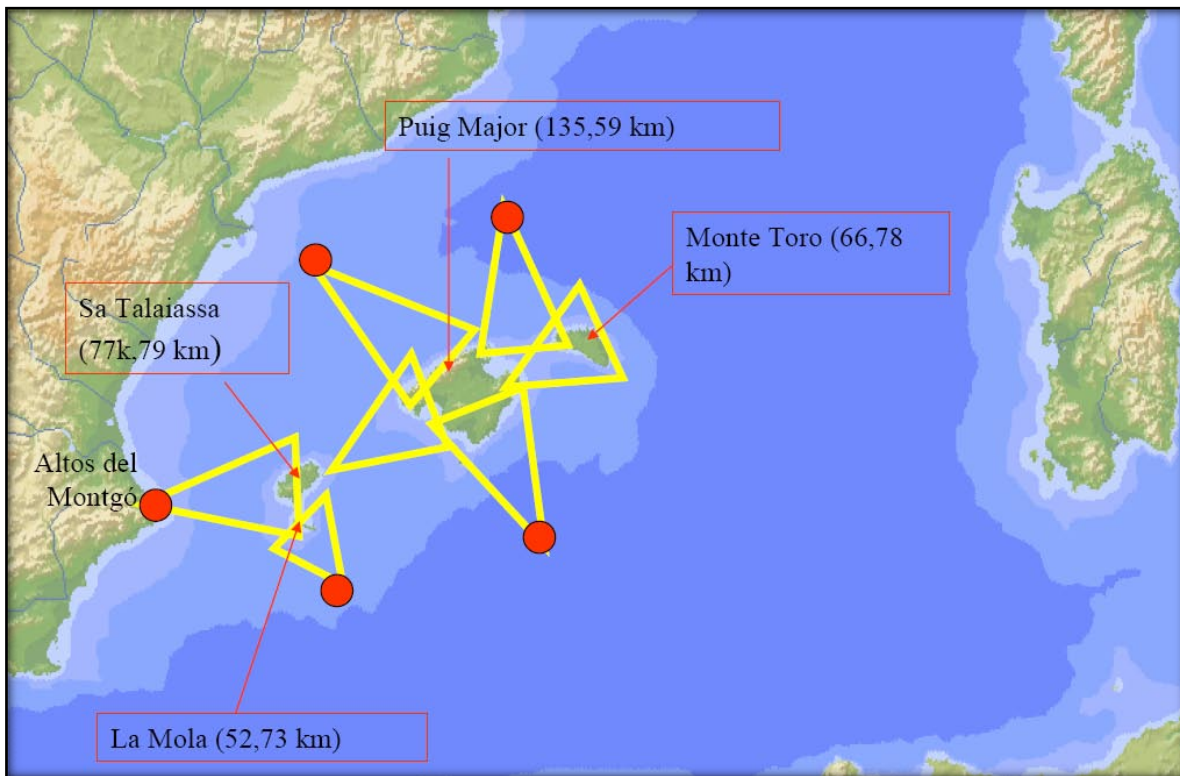 Puig Major (135,59 km)
Monte Toro (66,78
km)
Sa Talaiassa
(77k,79 km)
Altos del
Montgó
La Mola (52,73 km)